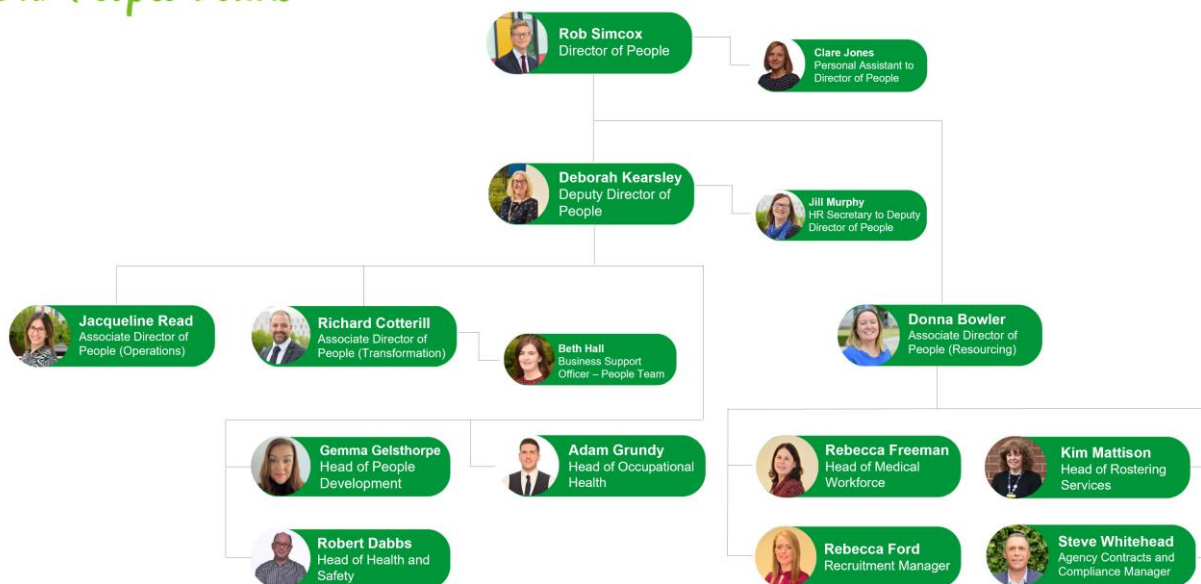 Rob Simcox
Director of People
Clare Jones
Personal Assistant to
Director of People
Deborah Kearsley
Deputy Director of
People
Jill Murphy
HR Secretary to Deputy
Director of People
Jacqueline Read
Associate Director of
People (Operations)
Richard Cotterill
Associate Director of
People (Transformation)
Beth Hall
Business Support
Officer – People Team
Donna Bowler
Associate Director of
People (Resourcing)
Gemma Gelsthorpe
Head of People
Development
Adam Grundy
Head of Occupational
Health
Rebecca Freeman
Head of Medical
Workforce
Kim Mattison
Head of Rostering
Services
Robert Dabbs
Head of Health and
Safety
Rebecca Ford
Recruitment Manager
Steve Whitehead
Agency Contracts and
Compliance Manager